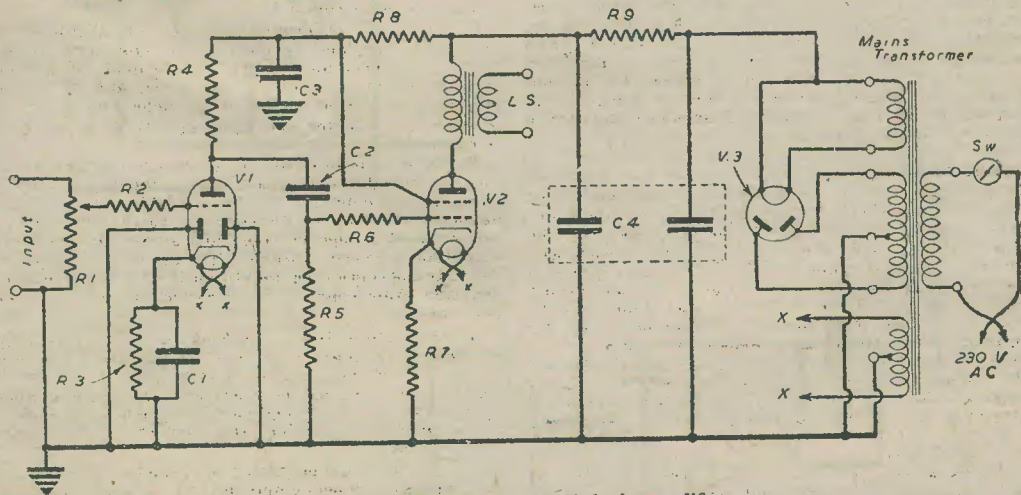 R8
R9
Mains
Transformer
R4
C3
L S.
Sw
C2
V1
V.3
R2
V2
C4
Input
R6
R1
x x
x x
R5
X
R7
R3
C1
230 V
AC
X